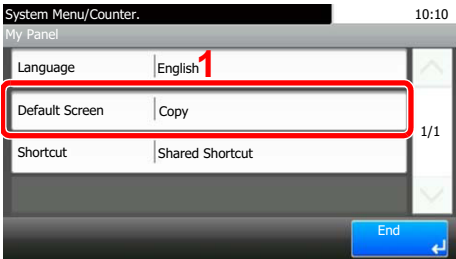 System Menu/Counter. 10:10
My Panel
Language English 1
Default Screen Copy
1/1
Shortcut Shared Shortcut
End